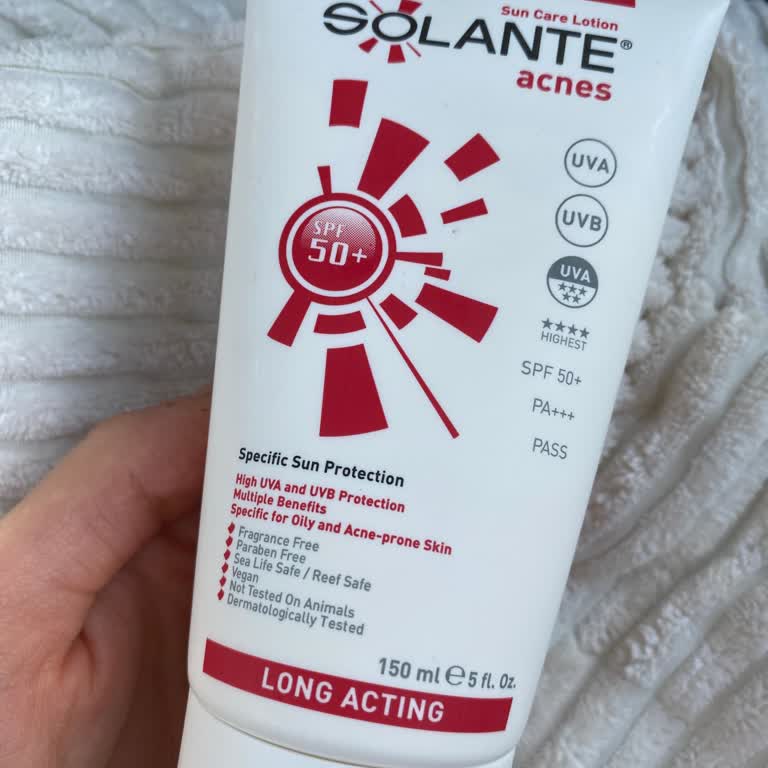 Sun Care Lotion
SOLANTE®
acnes
SPF
50+
UVA
UVB
UVA
HIGHEST
SPF 50+
PA+++
PASS
Specific Sun Protection
High UVA and UVB Protection
Multiple Benefits
Specific for Oily and Acne-prone Skin
Fragrance Free
Paraben Free
Sea Life Safe / Reef Safe
Vegan
Not Tested On Animals
Dermatologically Tested
150 ml ℮ 5 fl. Oz.
LONG ACTING